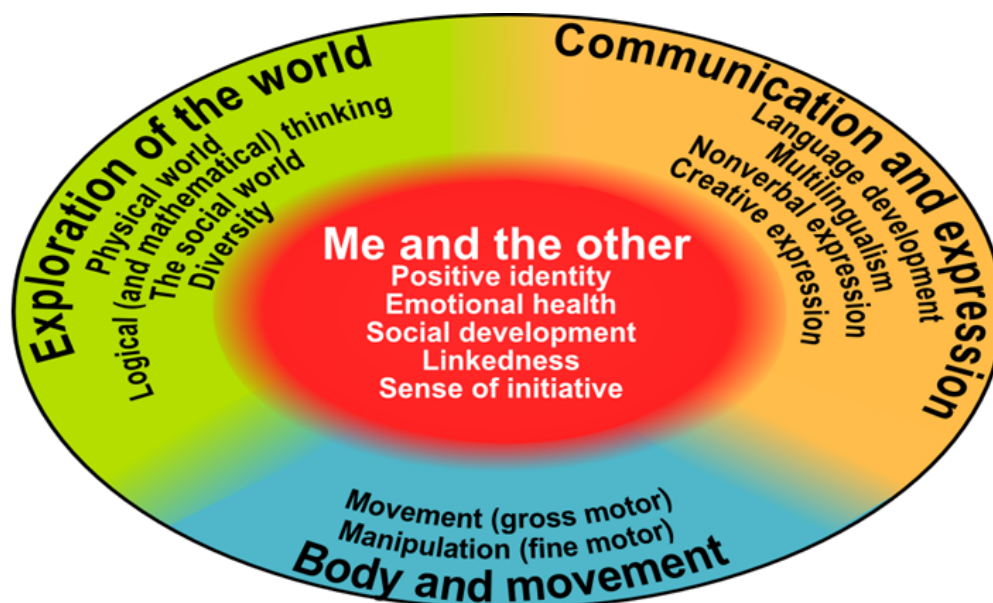 Exploration of the world
Physical world
Logical (and mathematical) thinking
The social world
Diversity
Communication and expression
Language development
Multilingualism
Nonverbal expression
Creative expression
Me and the other
Positive identity
Emotional health
Social development
Linkedness
Sense of initiative
Movement (gross motor)
Manipulation (fine motor)
Body and movement